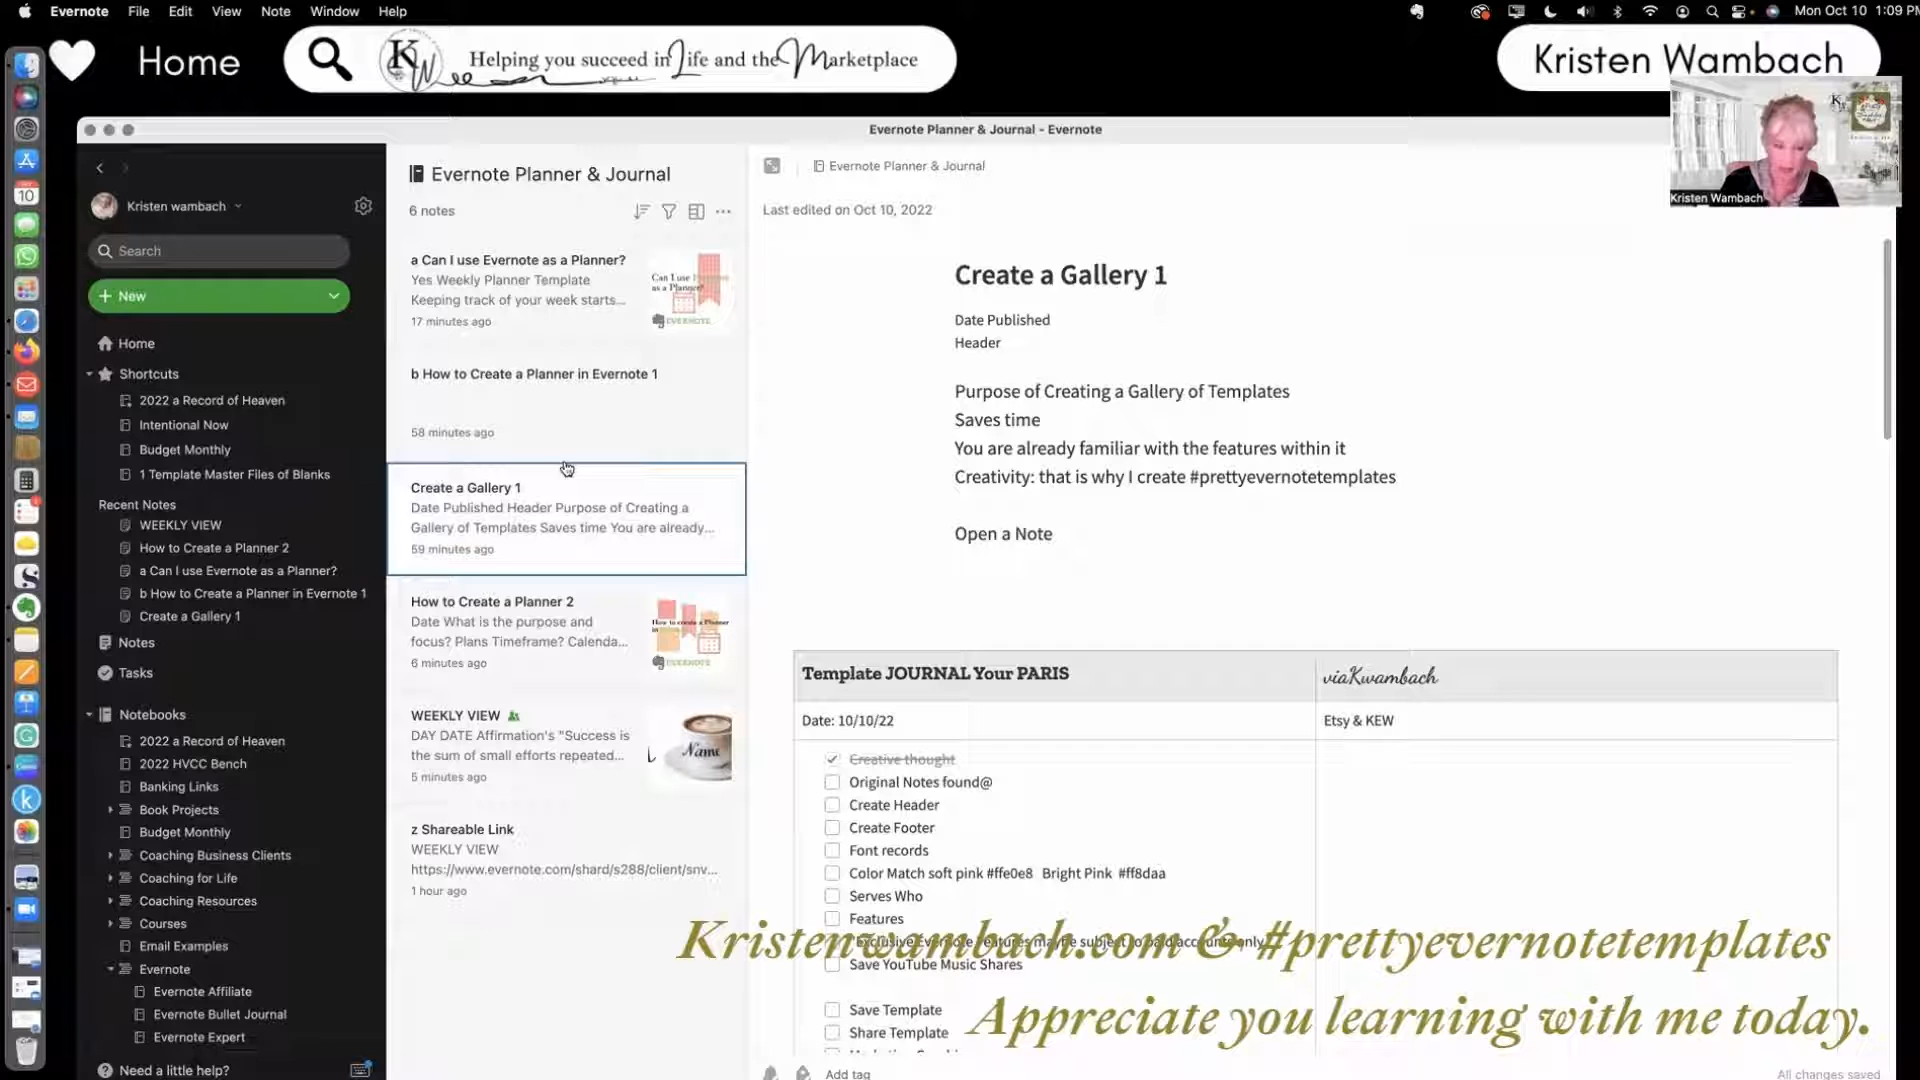 Evernote File Edit View Note Window Help
Mon Oct 10 1:09 PM
Home
Helping you succeed in Life and the Marketplace
Kristen Wambach
Kristen Wambach
Evernote Planner & Journal - Evernote
Kristen wambach
Search
New
Home
Shortcuts
2022 a Record of Heaven
Intentional Now
Budget Monthly
1 Template Master Files of Blanks
Recent Notes
WEEKLY VIEW
How to Create a Planner 2
a Can I use Evernote as a Planner?
b How to Create a Planner in Evernote 1
Create a Gallery 1
Notes
Tasks
Notebooks
2022 a Record of Heaven
2022 HVCC Bench
Banking Links
Book Projects
Budget Monthly
Coaching Business Clients
Coaching for Life
Coaching Resources
Courses
Email Examples
Evernote
Evernote Affiliate
Evernote Bullet Journal
Evernote Expert
Need a little help?
Evernote Planner & Journal
6 notes
a Can I use Evernote as a Planner?
Yes Weekly Planner Template
Keeping track of your week starts...
17 minutes ago
b How to Create a Planner in Evernote 1
58 minutes ago
Create a Gallery 1
Date Published Header Purpose of Creating a
Gallery of Templates Saves time You are already...
59 minutes ago
How to Create a Planner 2
Date What is the purpose and
focus? Plans Timeframe? Calenda...
6 minutes ago
WEEKLY VIEW
DAY DATE Affirmation's "Success is
the sum of small efforts repeated...
5 minutes ago
Name
z Shareable Link
WEEKLY VIEW
https://www.evernote.com/shard/s288/client/snv...
1 hour ago
Evernote Planner & Journal
Last edited on Oct 10, 2022
Create a Gallery 1
Date Published
Header
Purpose of Creating a Gallery of Templates
Saves time
You are already familiar with the features within it
Creativity: that is why I create #prettyevernotetemplates
Open a Note
Template JOURNAL Your PARIS
viaKwambach
Date: 10/10/22
Etsy & KEW
Creative thought
Original Notes found@
Create Header
Create Footer
Font records
Color Match soft pink #ffe0e8 Bright Pink #ff8daa
Serves Who
Features
*Exclusive Evernote Features may be subject to paid accounts only
Save YouTube Music Shares
Save Template
Share Template
Kristenwambach.com & #prettyevernotetemplates
Appreciate you learning with me today.
Add tag
All changes saved